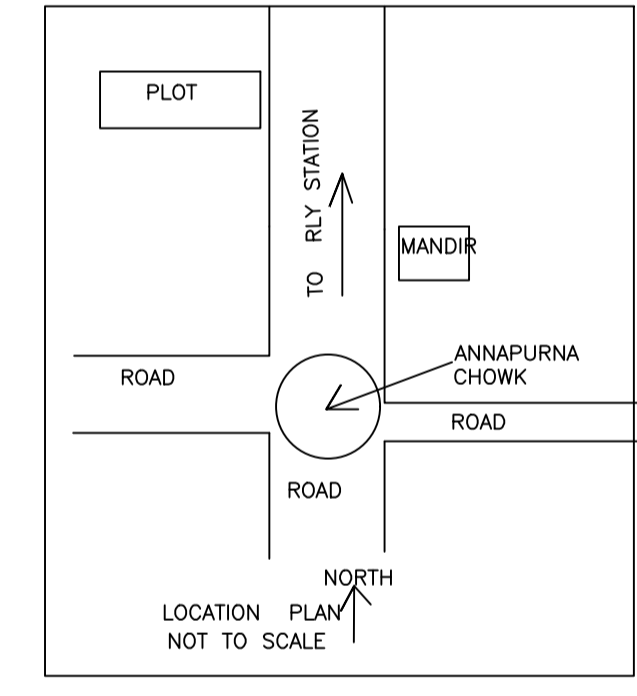 PLOT
TO RLY STATION
MANDIR
ANNAPURNA
CHOWK
ROAD
ROAD
ROAD
NORTH
LOCATION PLAN
NOT TO SCALE